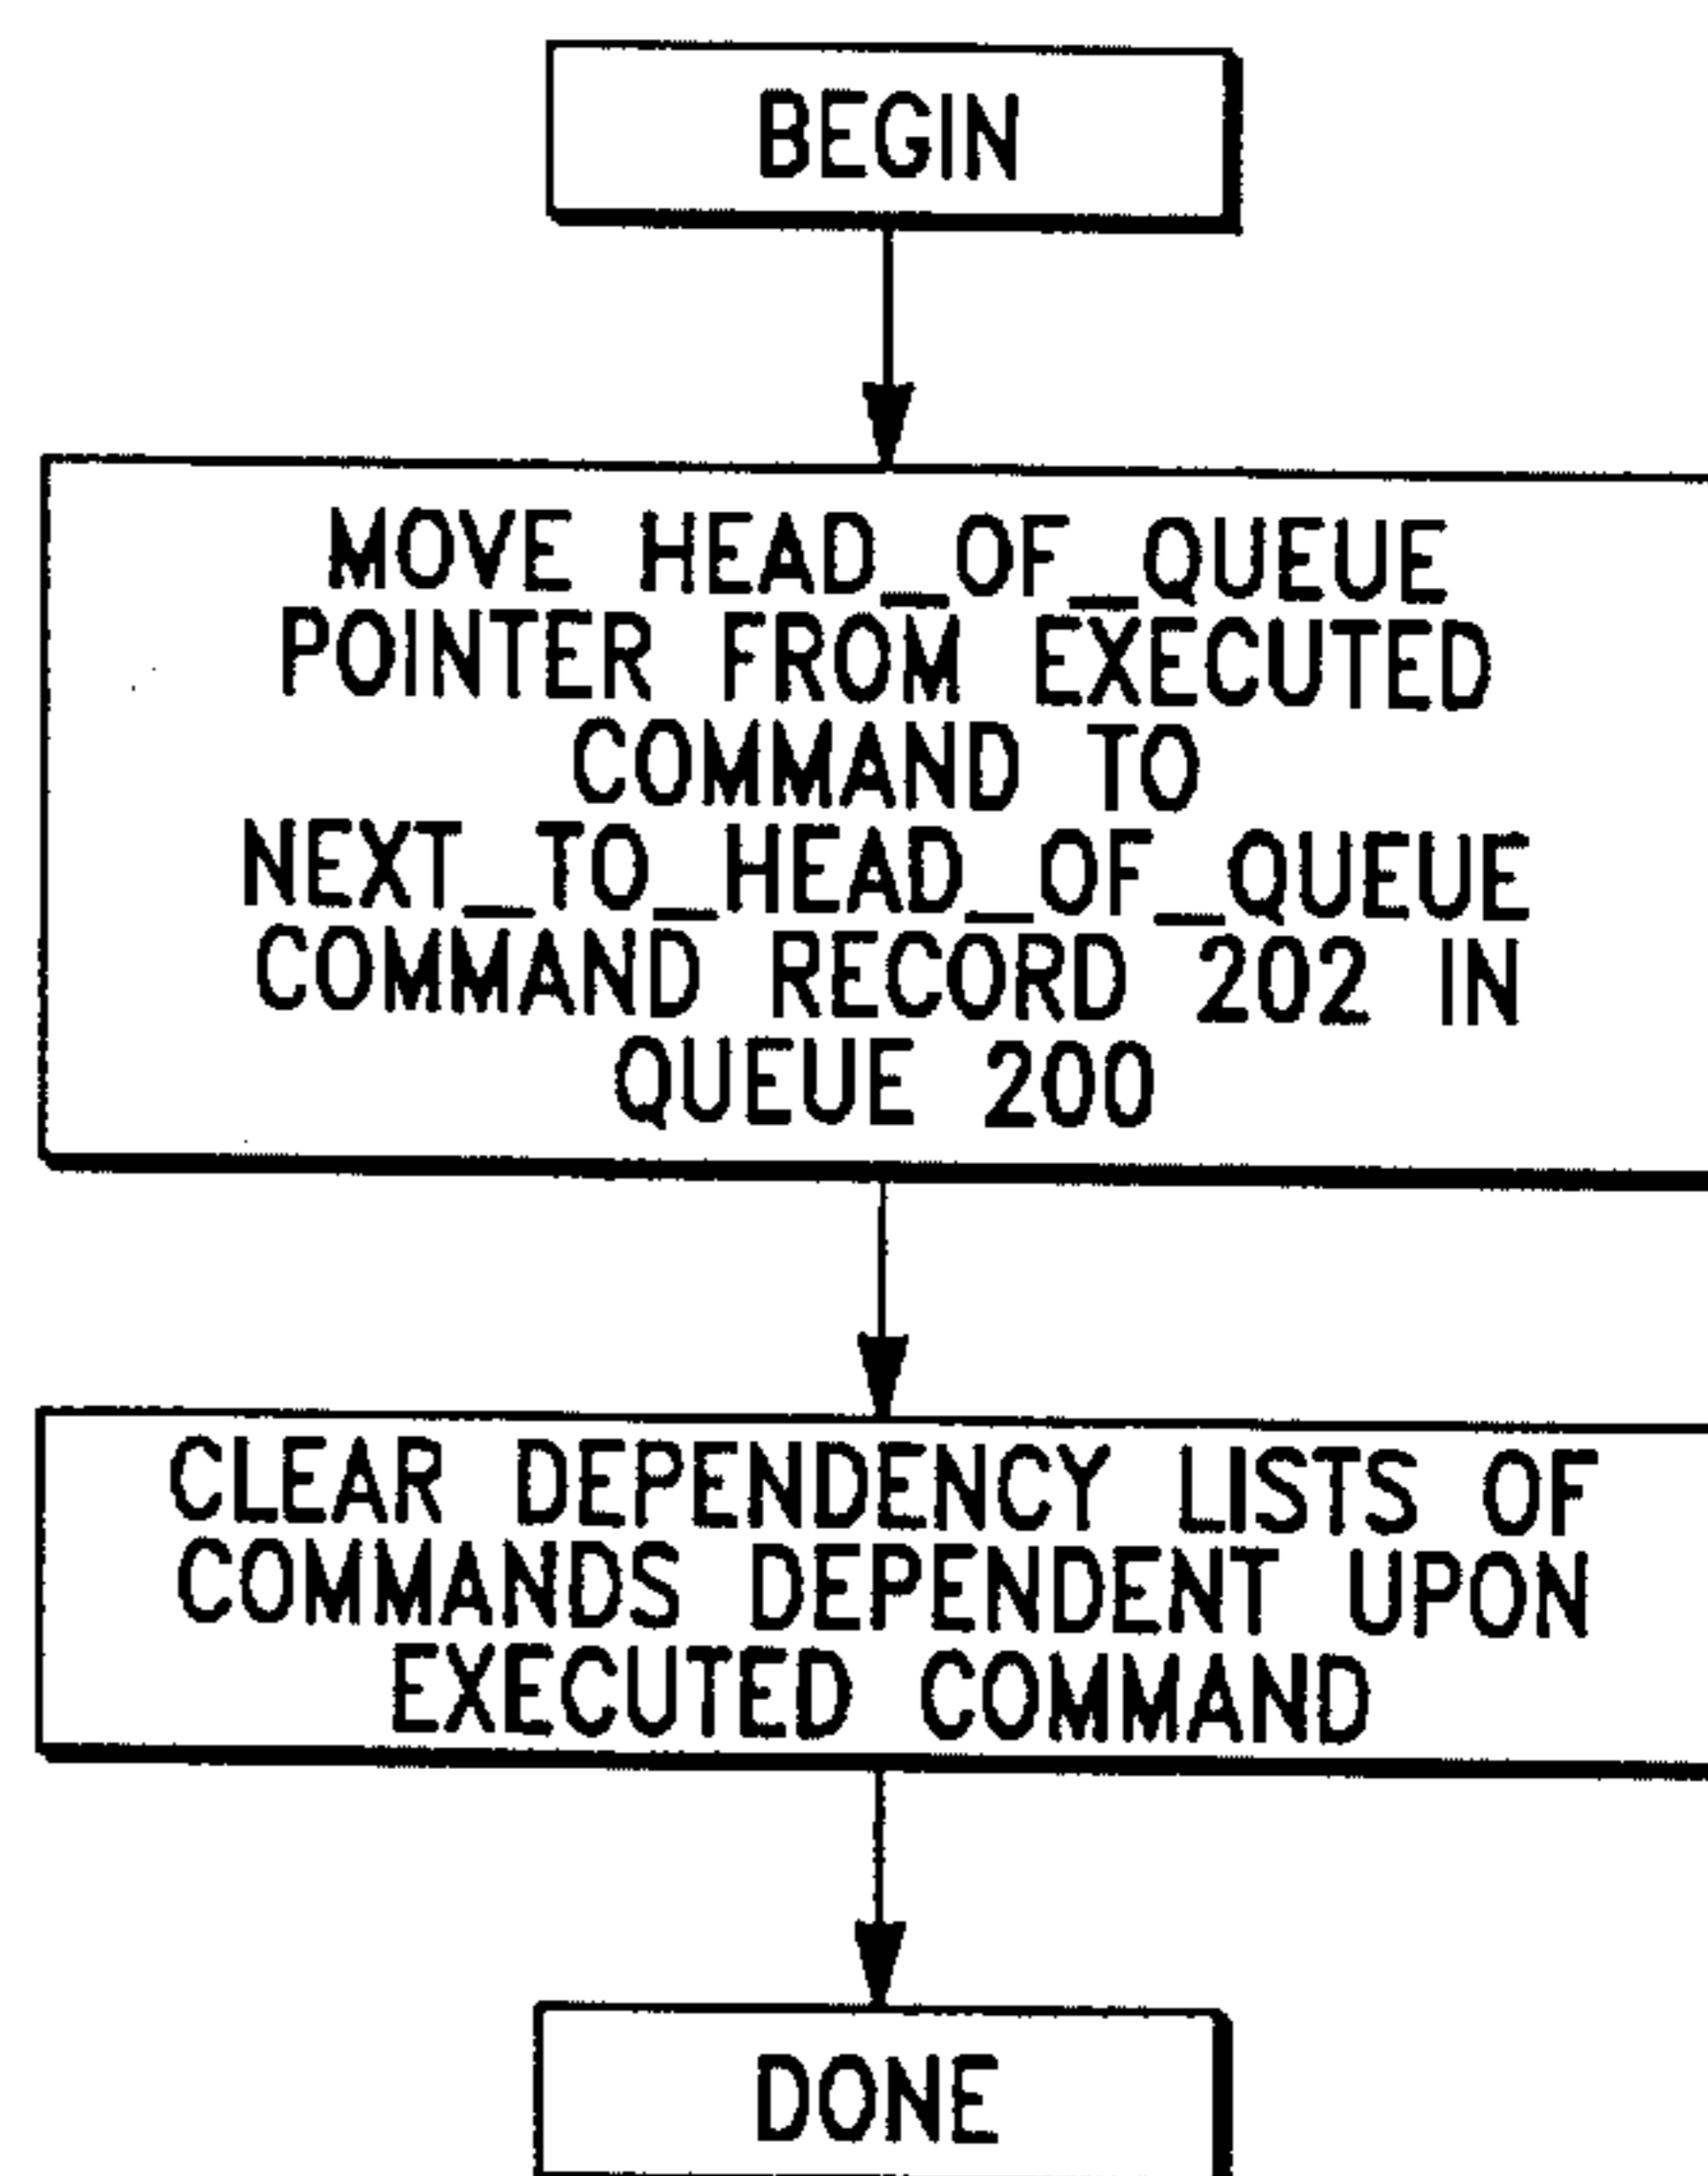 BEGIN
MOVE HEAD_OF_QUEUE
POINTER FROM EXECUTED
COMMAND TO
NEXT_TO_HEAD_OF_QUEUE
COMMAND RECORD 202 IN
QUEUE 200
CLEAR DEPENDENCY LISTS OF
COMMANDS DEPENDENT UPON
EXECUTED COMMAND
DONE